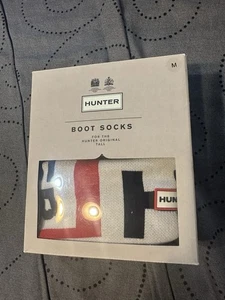 M
HUNTER
BOOT SOCKS
FOR THE
HUNTER ORIGINAL
TALL